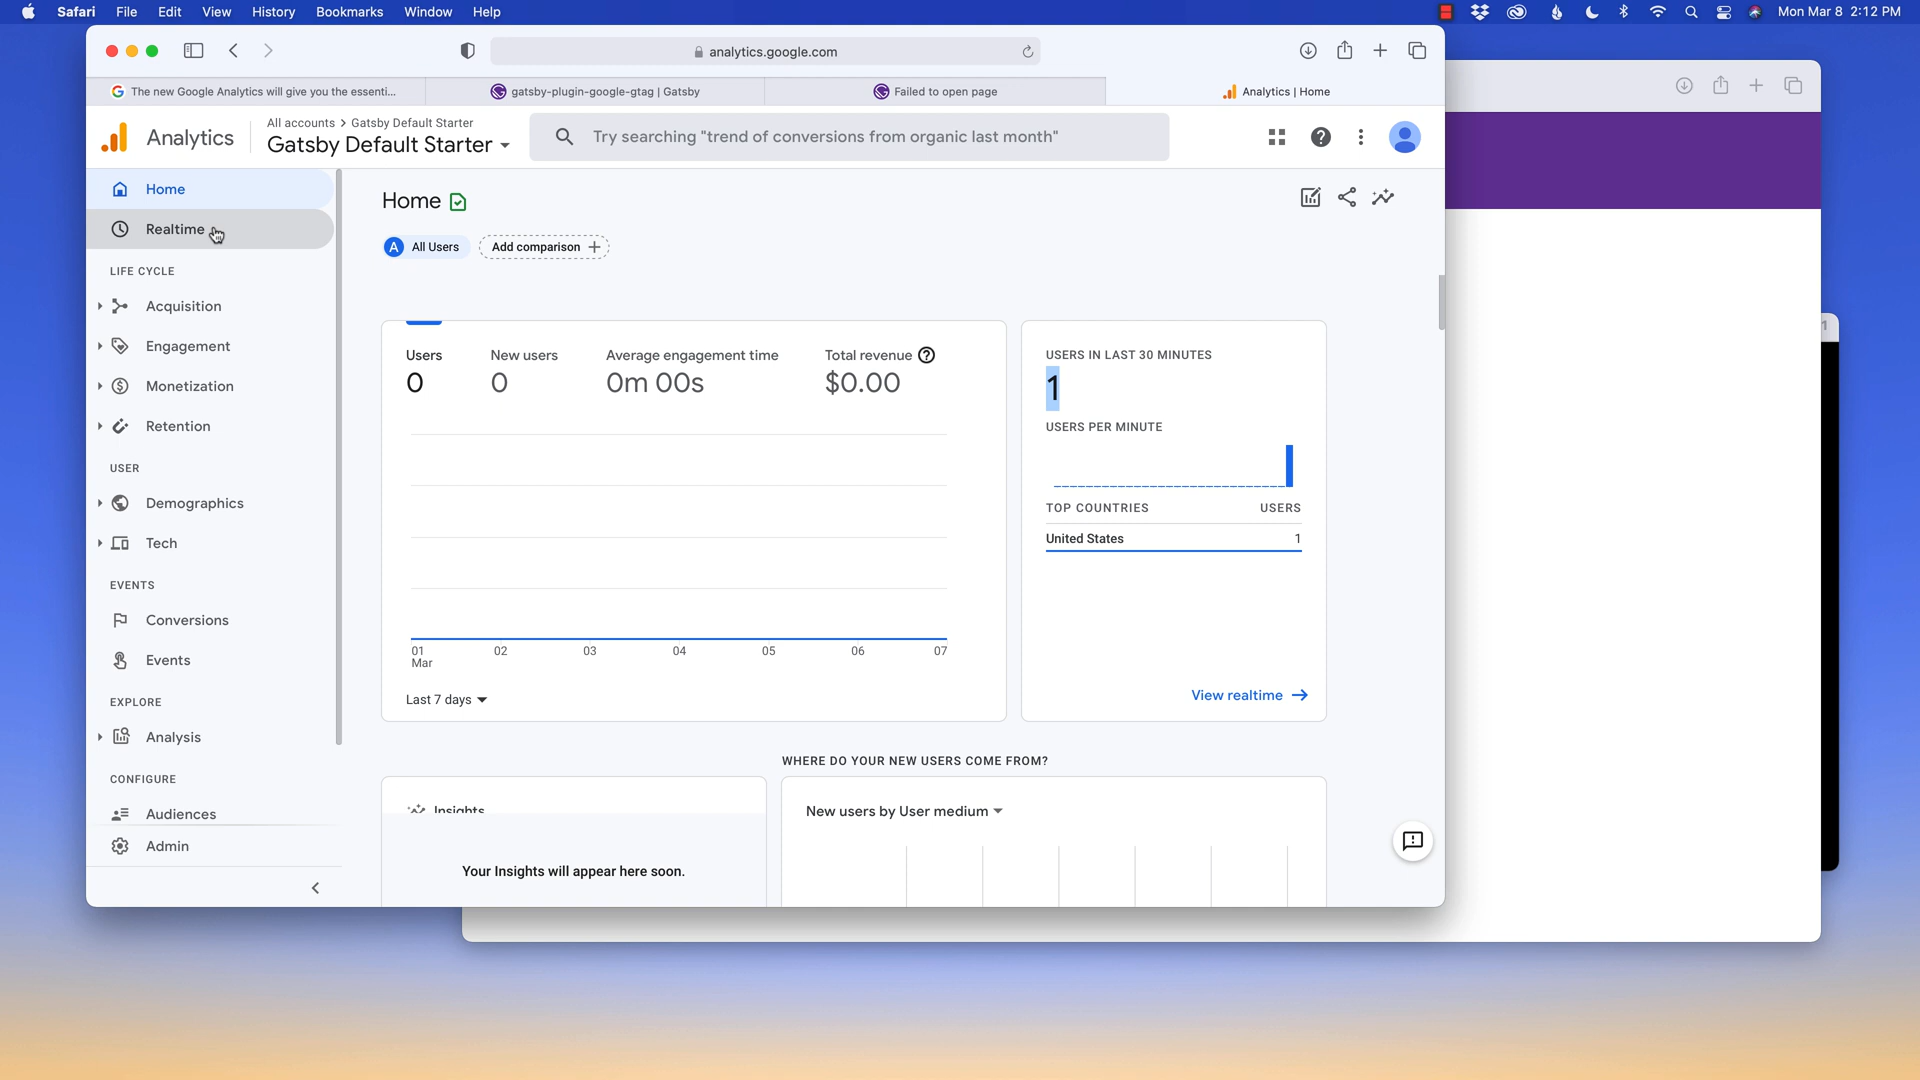 Safari File Edit View History Bookmarks Window Help
Mon Mar 8 2:12 PM
analytics.google.com
The new Google Analytics will give you the essenti...
gatsby-plugin-google-gtag | Gatsby
Failed to open page
Analytics | Home
Analytics
All accounts > Gatsby Default Starter
Gatsby Default Starter
Try searching "trend of conversions from organic last month"
Home
Realtime
LIFE CYCLE
Acquisition
Engagement
Monetization
Retention
USER
Demographics
Tech
EVENTS
Conversions
Events
EXPLORE
Analysis
CONFIGURE
Audiences
Admin
Home
A All Users
Add comparison
Users
0
New users
0
Average engagement time
0m 00s
Total revenue
$0.00
01 02 03 04 05 06 07
Mar
Last 7 days
USERS IN LAST 30 MINUTES
1
USERS PER MINUTE
TOP COUNTRIES USERS
United States 1
View realtime
WHERE DO YOUR NEW USERS COME FROM?
Insights
Your Insights will appear here soon.
New users by User medium
1